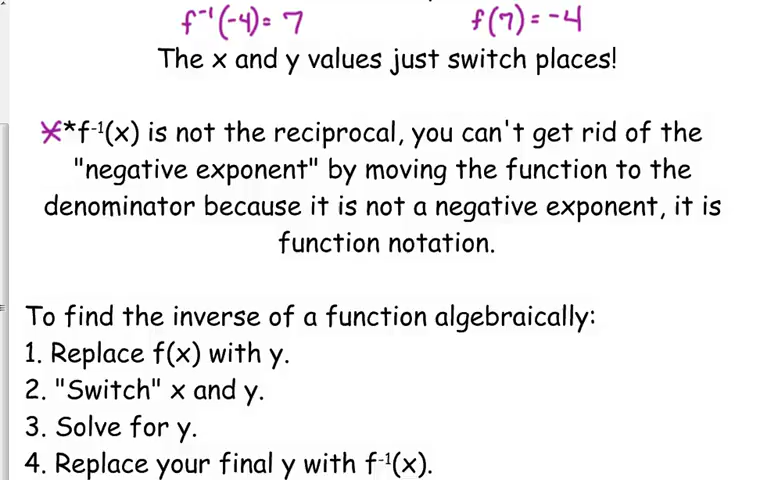 f⁻¹(-4) = 7 f(7) = -4
The x and y values just switch places!
**f⁻¹(x) is not the reciprocal, you can't get rid of the
"negative exponent" by moving the function to the
denominator because it is not a negative exponent, it is
function notation.
To find the inverse of a function algebraically:
1. Replace f(x) with y.
2. "Switch" x and y.
3. Solve for y.
4. Replace your final y with f⁻¹(x).